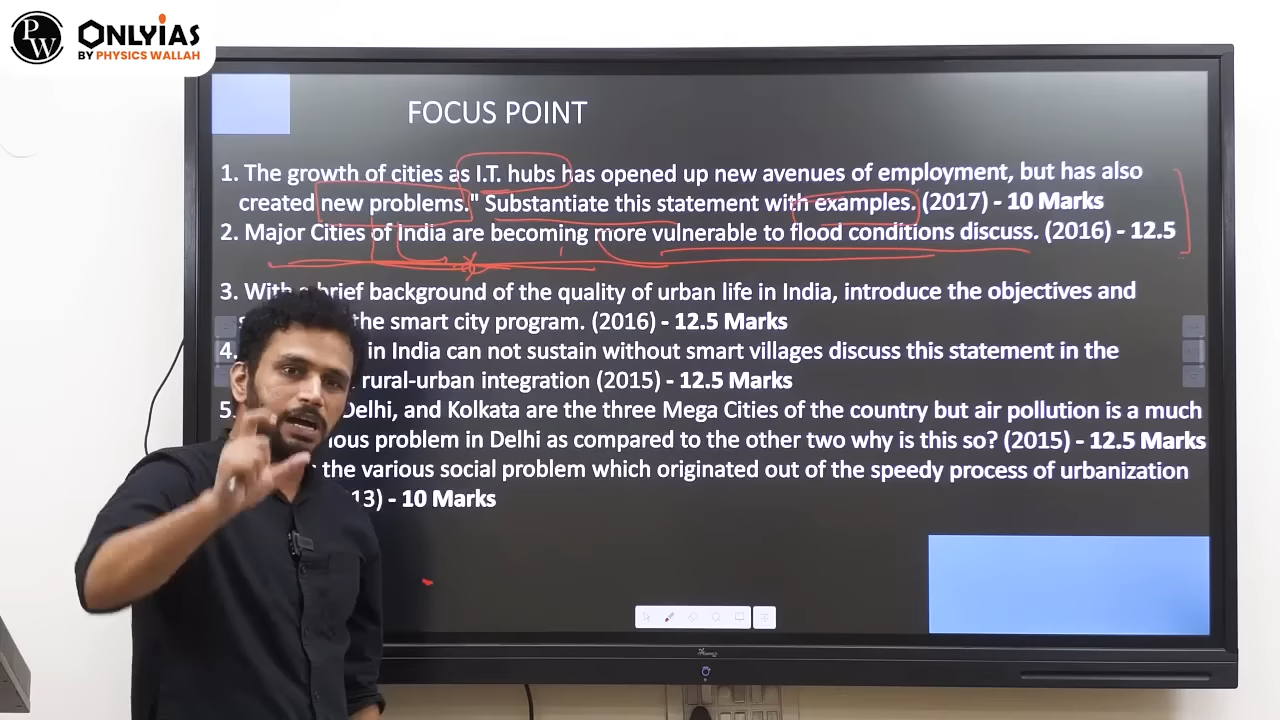 PW
ONLYIAS
BY PHYSICS WALLAH
FOCUS POINT
1. The growth of cities as I.T. hubs has opened up new avenues of employment, but has also
created new problems." Substantiate this statement with examples. (2017) - 10 Marks
2. Major Cities of India are becoming more vulnerable to flood conditions discuss. (2016) - 12.5
3. With brief background of the quality of urban life in India, introduce the objectives and
the smart city program. (2016) - 12.5 Marks
4. in India can not sustain without smart villages discuss this statement in the
rural-urban integration (2015) - 12.5 Marks
5. Delhi, and Kolkata are the three Mega Cities of the country but air pollution is a much
problem in Delhi as compared to the other two why is this so? (2015) - 12.5 Marks
the various social problem which originated out of the speedy process of urbanization
- 10 Marks